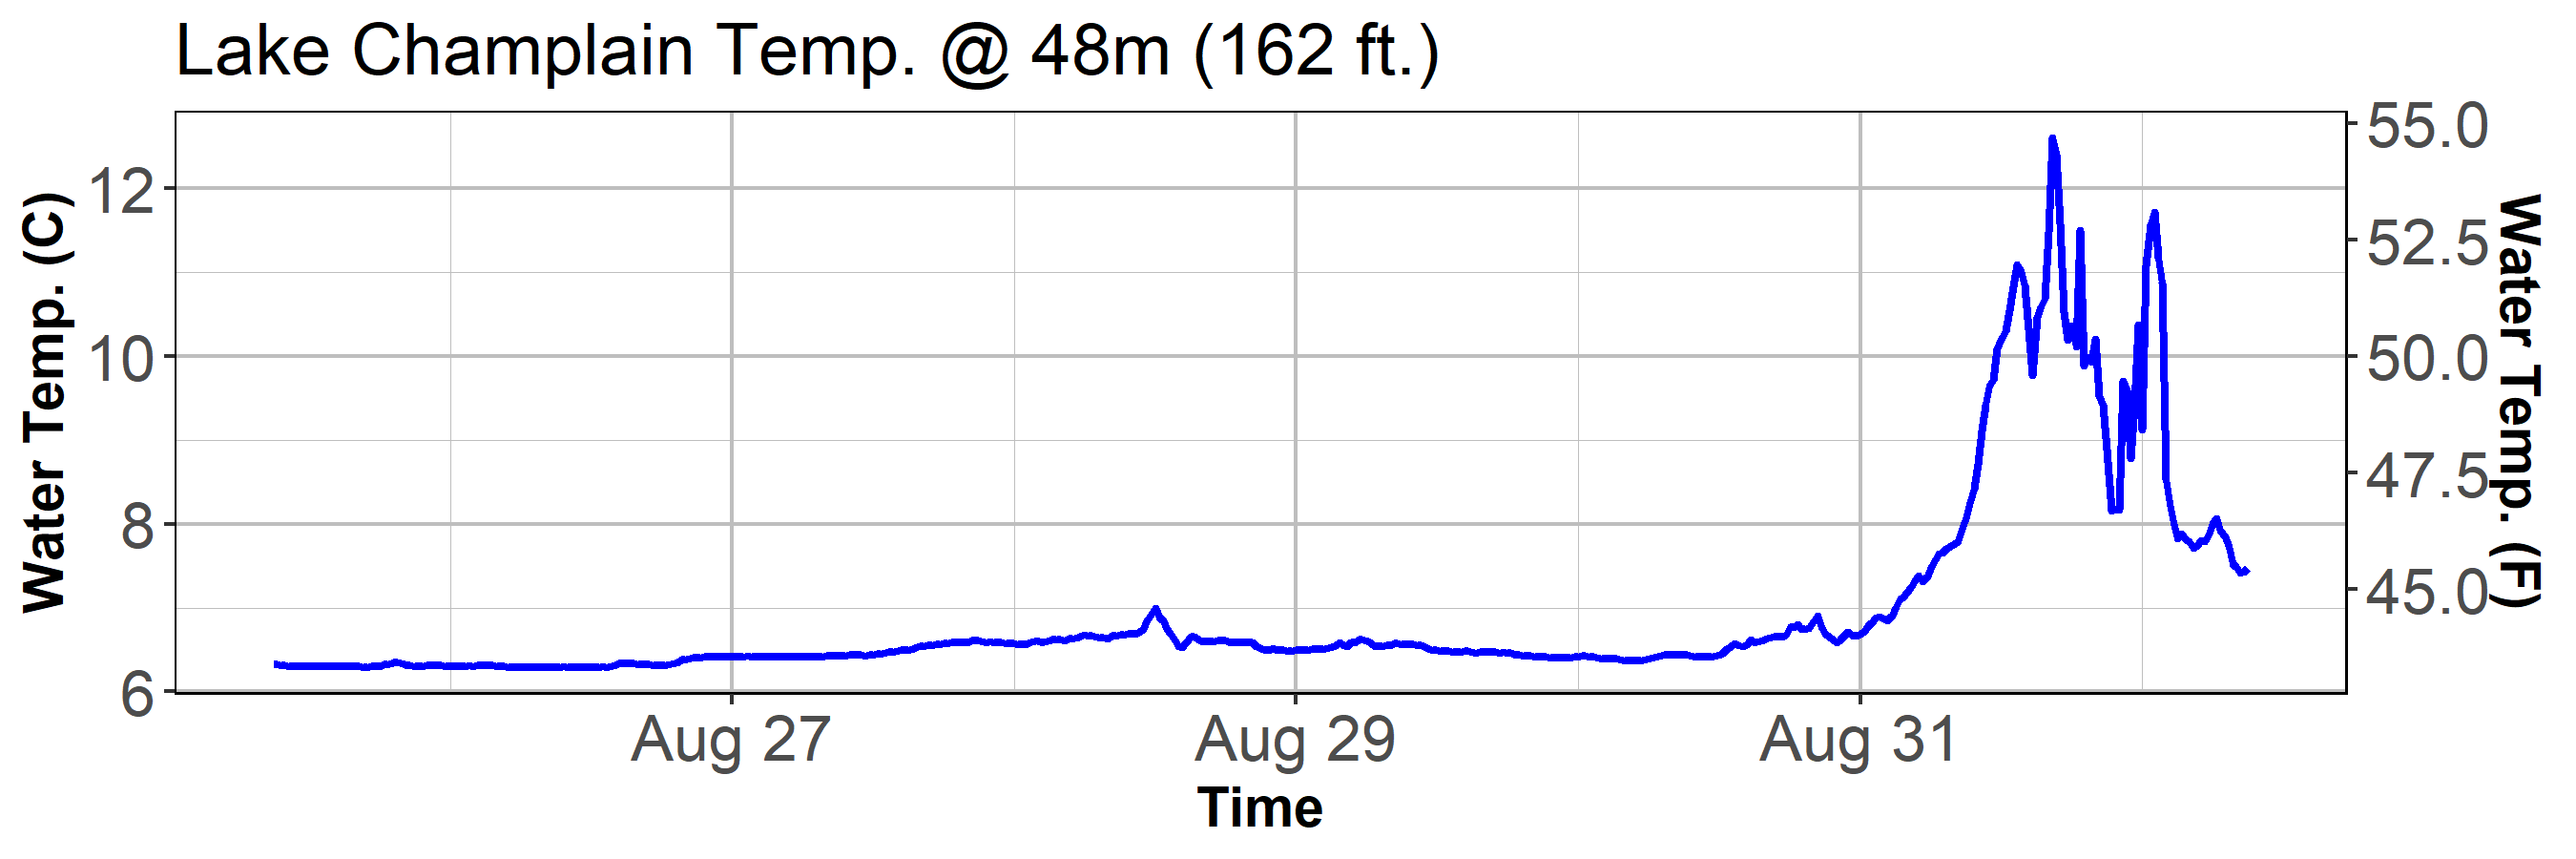 Lake Champlain Temp. @ 48m (162 ft.)
Water Temp. (C)
12
10
8
6
55.0
52.5
50.0
47.5
45.0
Water Temp. (F)
Aug 27
Aug 29
Aug 31
Time